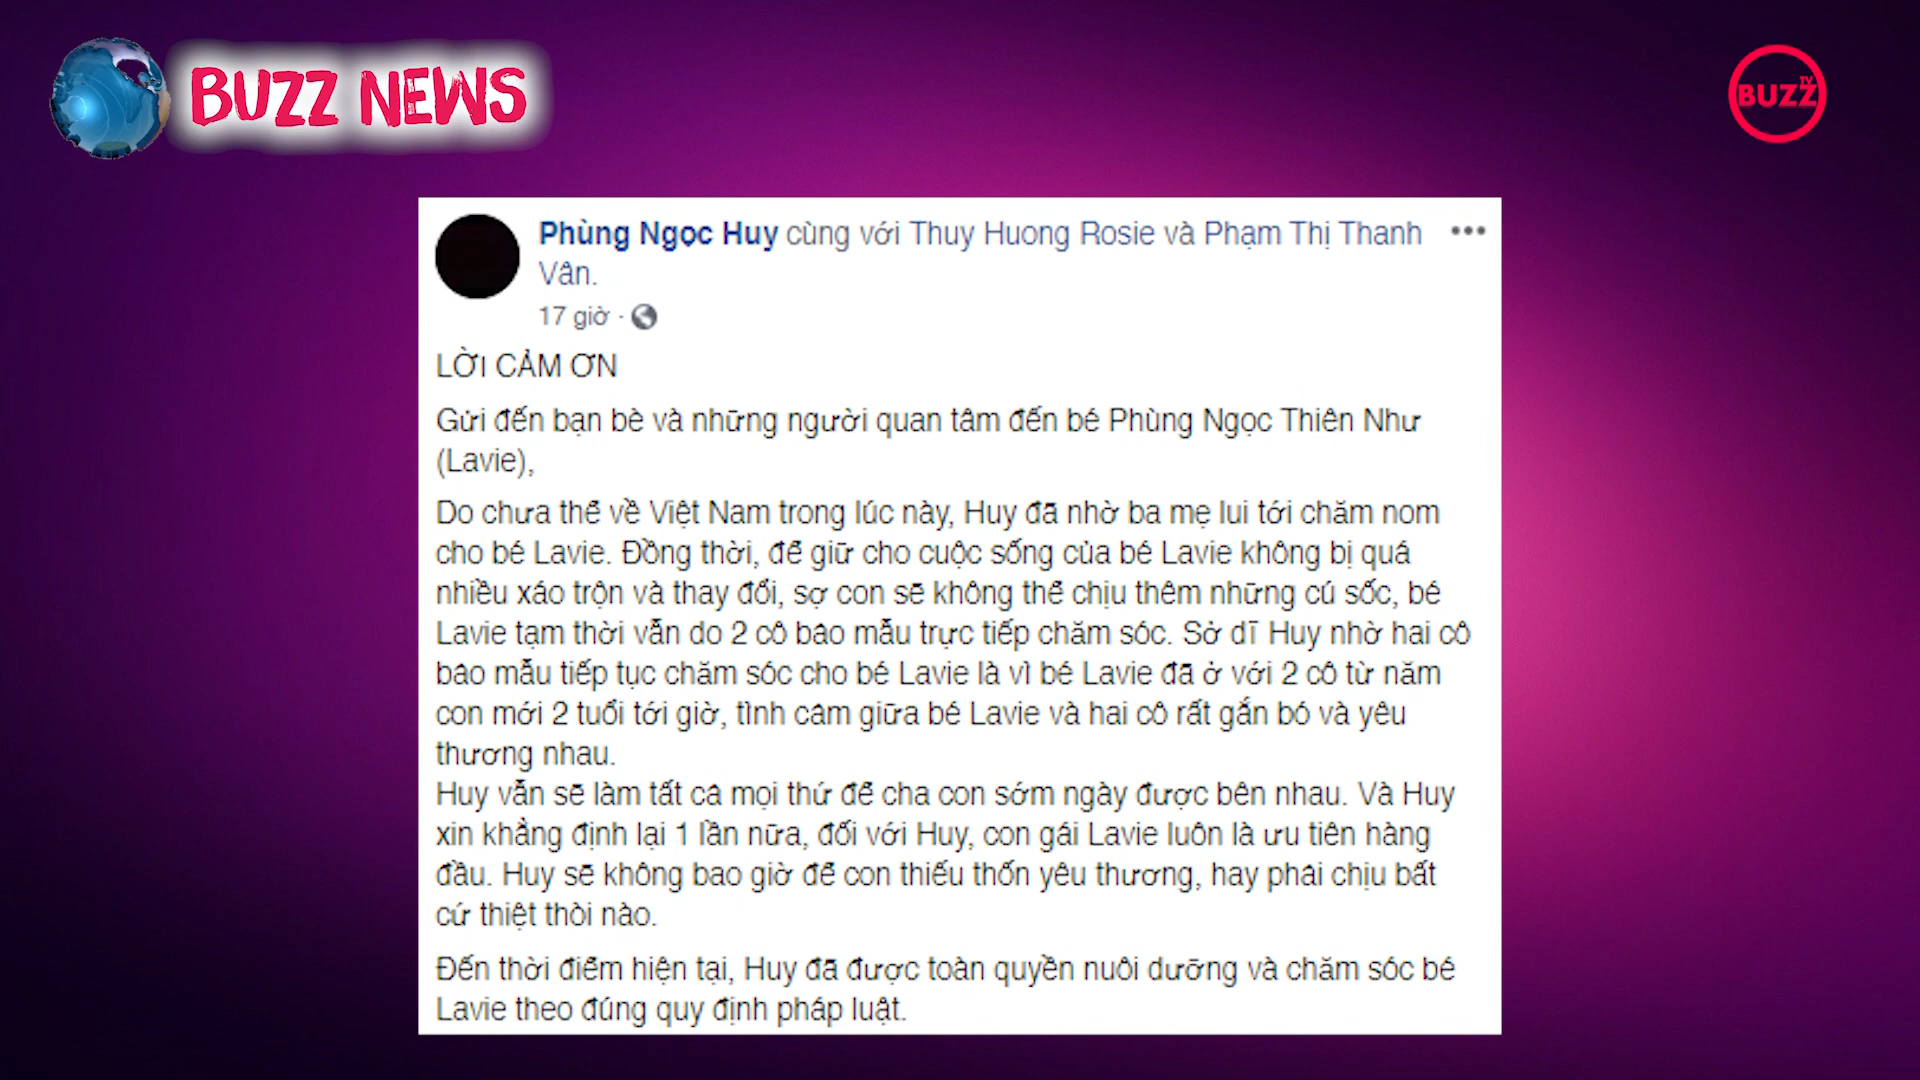 BUZZ NEWS
BUZZ TV
Phùng Ngọc Huy cùng với Thuy Huong Rosie và Phạm Thị Thanh
Vân.
17 giờ ·
LỜI CẢM ƠN
Gửi đến bạn bè và những người quan tâm đến bé Phùng Ngọc Thiên Như
(Lavie),
Do chưa thể về Việt Nam trong lúc này, Huy đã nhờ ba mẹ lui tới chăm nom
cho bé Lavie. Đồng thời, để giữ cho cuộc sống của bé Lavie không bị quá
nhiều xáo trộn và thay đổi, sợ con sẽ không thể chịu thêm những cú sốc, bé
Lavie tạm thời vẫn do 2 cô bảo mẫu trực tiếp chăm sóc. Sở dĩ Huy nhờ hai cô
bảo mẫu tiếp tục chăm sóc cho bé Lavie là vì bé Lavie đã ở với 2 cô từ năm
con mới 2 tuổi tới giờ, tình cảm giữa bé Lavie và hai cô rất gắn bó và yêu
thương nhau.
Huy vẫn sẽ làm tất cả mọi thứ để cha con sớm ngày được bên nhau. Và Huy
xin khẳng định lại 1 lần nữa, đối với Huy, con gái Lavie luôn là ưu tiên hàng
đầu. Huy sẽ không bao giờ để con thiếu thốn yêu thương, hay phải chịu bất
cứ thiệt thòi nào.
Đến thời điểm hiện tại, Huy đã được toàn quyền nuôi dưỡng và chăm sóc bé
Lavie theo đúng quy định pháp luật.